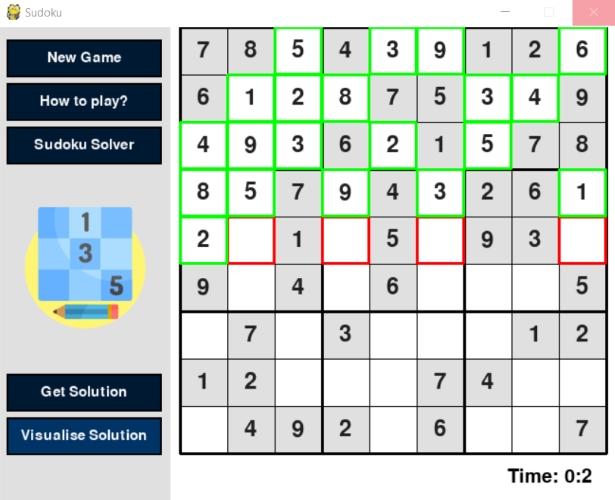 Sudoku
New Game
How to play?
Sudoku Solver
1
3
5
Get Solution
Visualise Solution
7 8 5 4 3 9 1 2 6
6 1 2 8 7 5 3 4 9
4 9 3 6 2 1 5 7 8
8 5 7 9 4 3 2 6 1
2 1 5 9 3
9 4 6 5
7 3 1 2
1 2 7 4
4 9 2 6 7
Time: 0:2